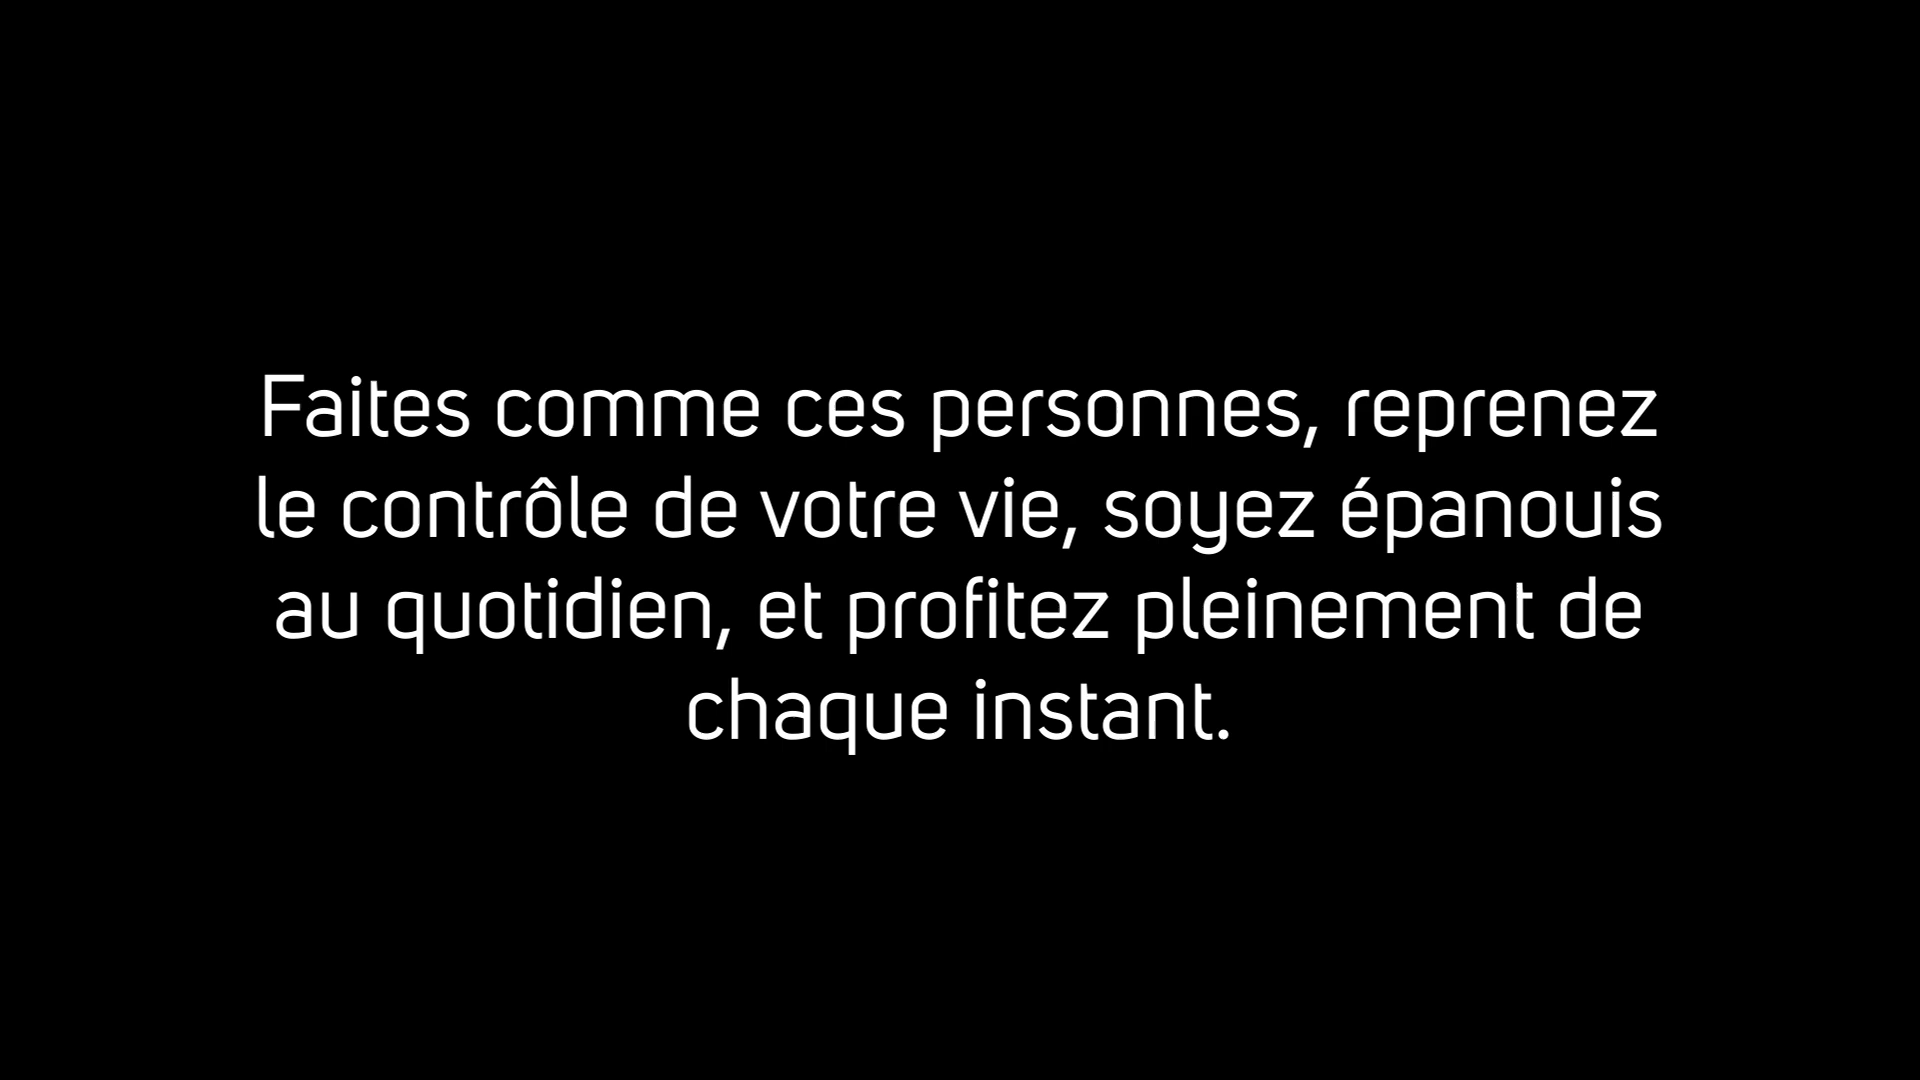 Faites comme ces personnes, reprenez
le contrôle de votre vie, soyez épanouis
au quotidien, et profitez pleinement de
chaque instant.